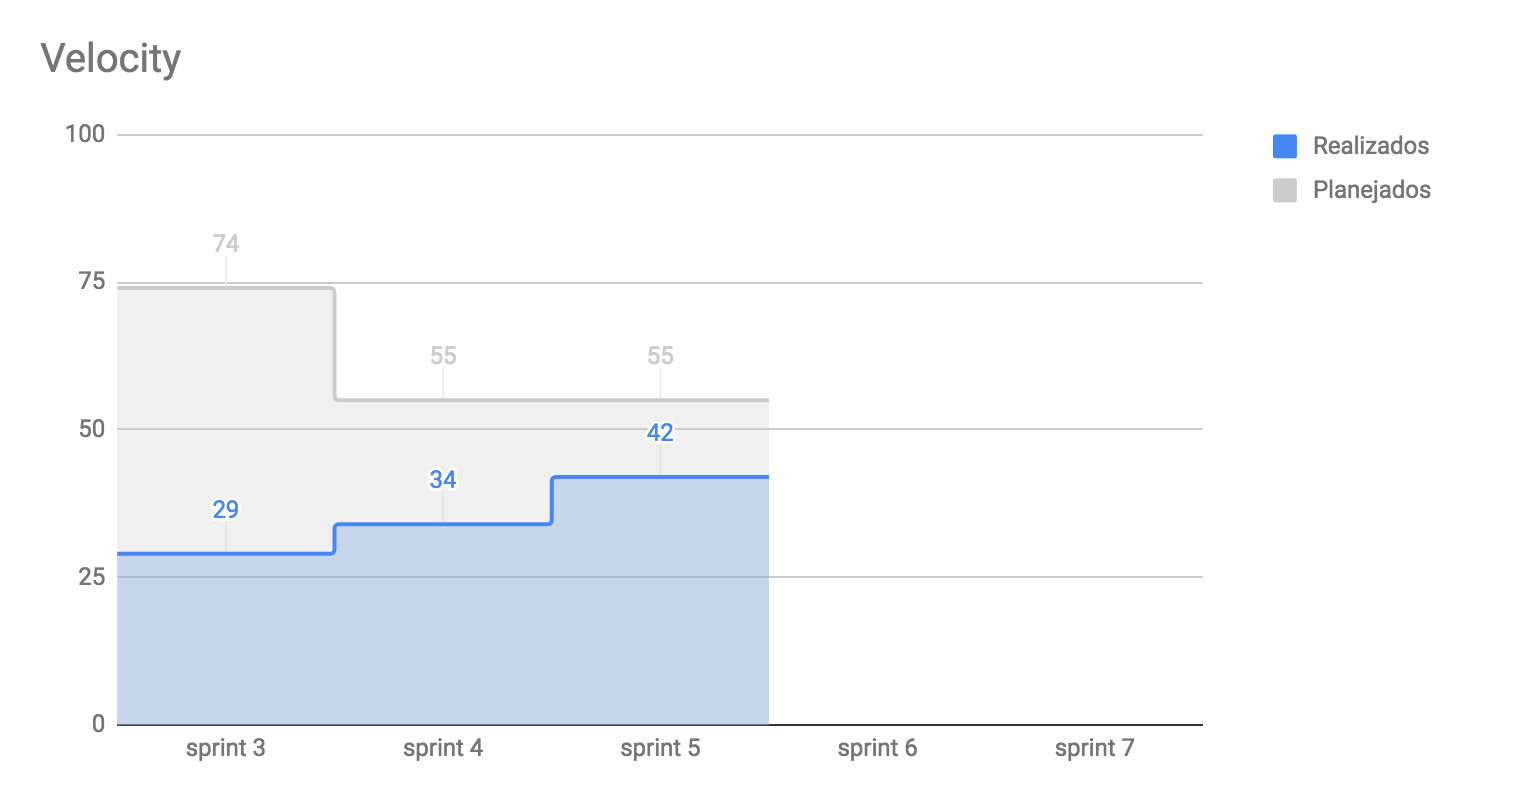 Velocity
100
75
50
25
0
74
55
55
29
34
42
sprint 3
sprint 4
sprint 5
sprint 6
sprint 7
Realizados
Planejados